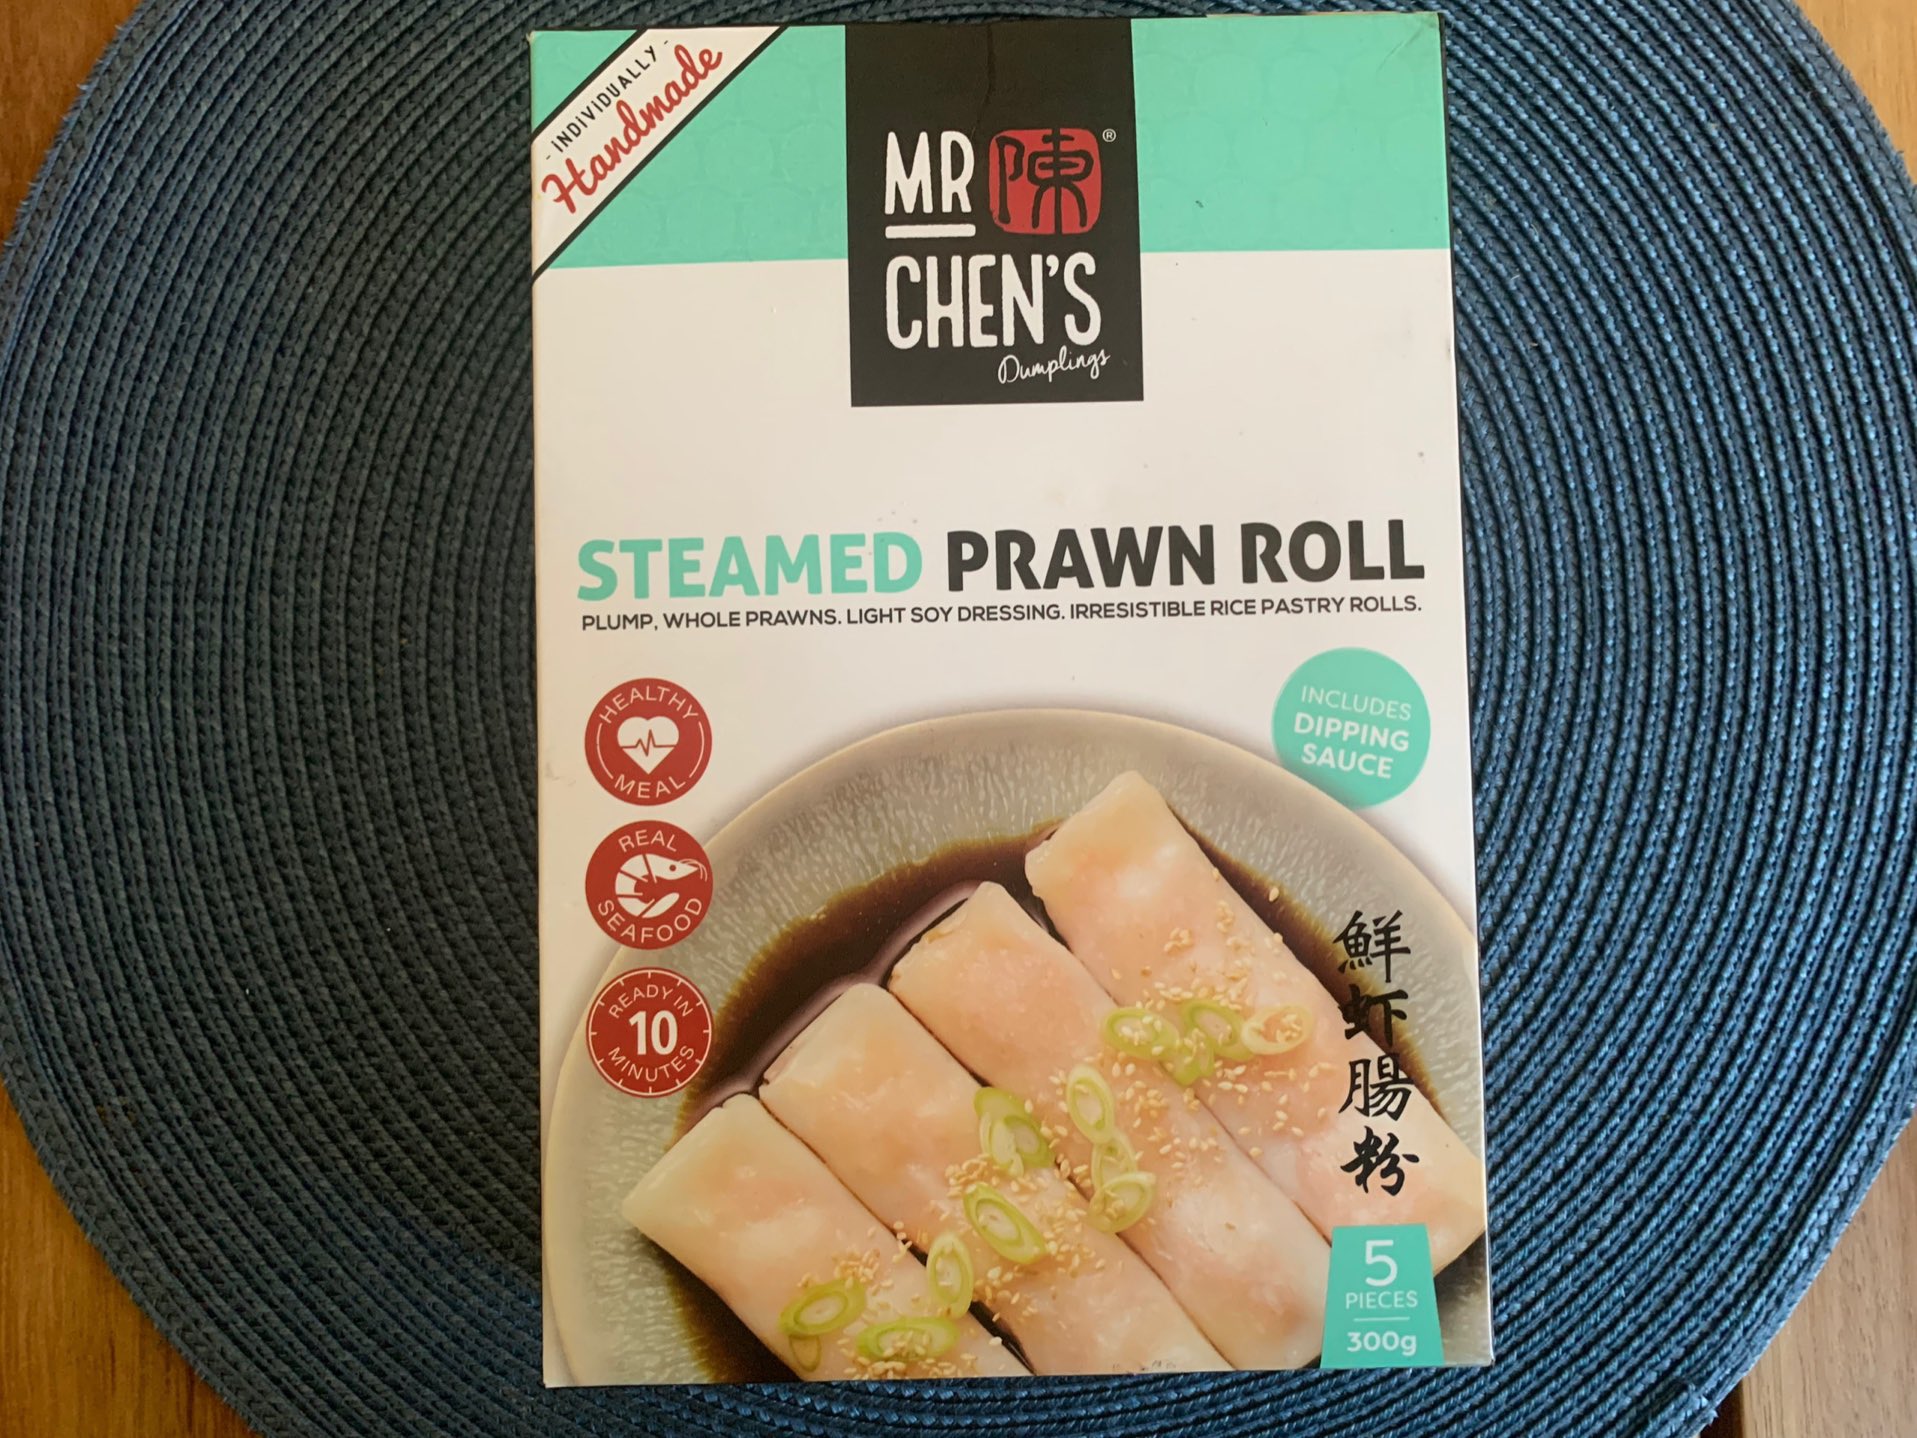 - INDIVIDUALLY -
Handmade
MR 陳®
CHEN'S
Dumplings
STEAMED PRAWN ROLL
PLUMP, WHOLE PRAWNS. LIGHT SOY DRESSING. IRRESISTIBLE RICE PASTRY ROLLS.
INCLUDES
DIPPING
SAUCE
HEALTHY
MEAL
REAL
SEAFOOD
READY IN
10
MINUTES
鮮虾腸粉
5
PIECES
300g